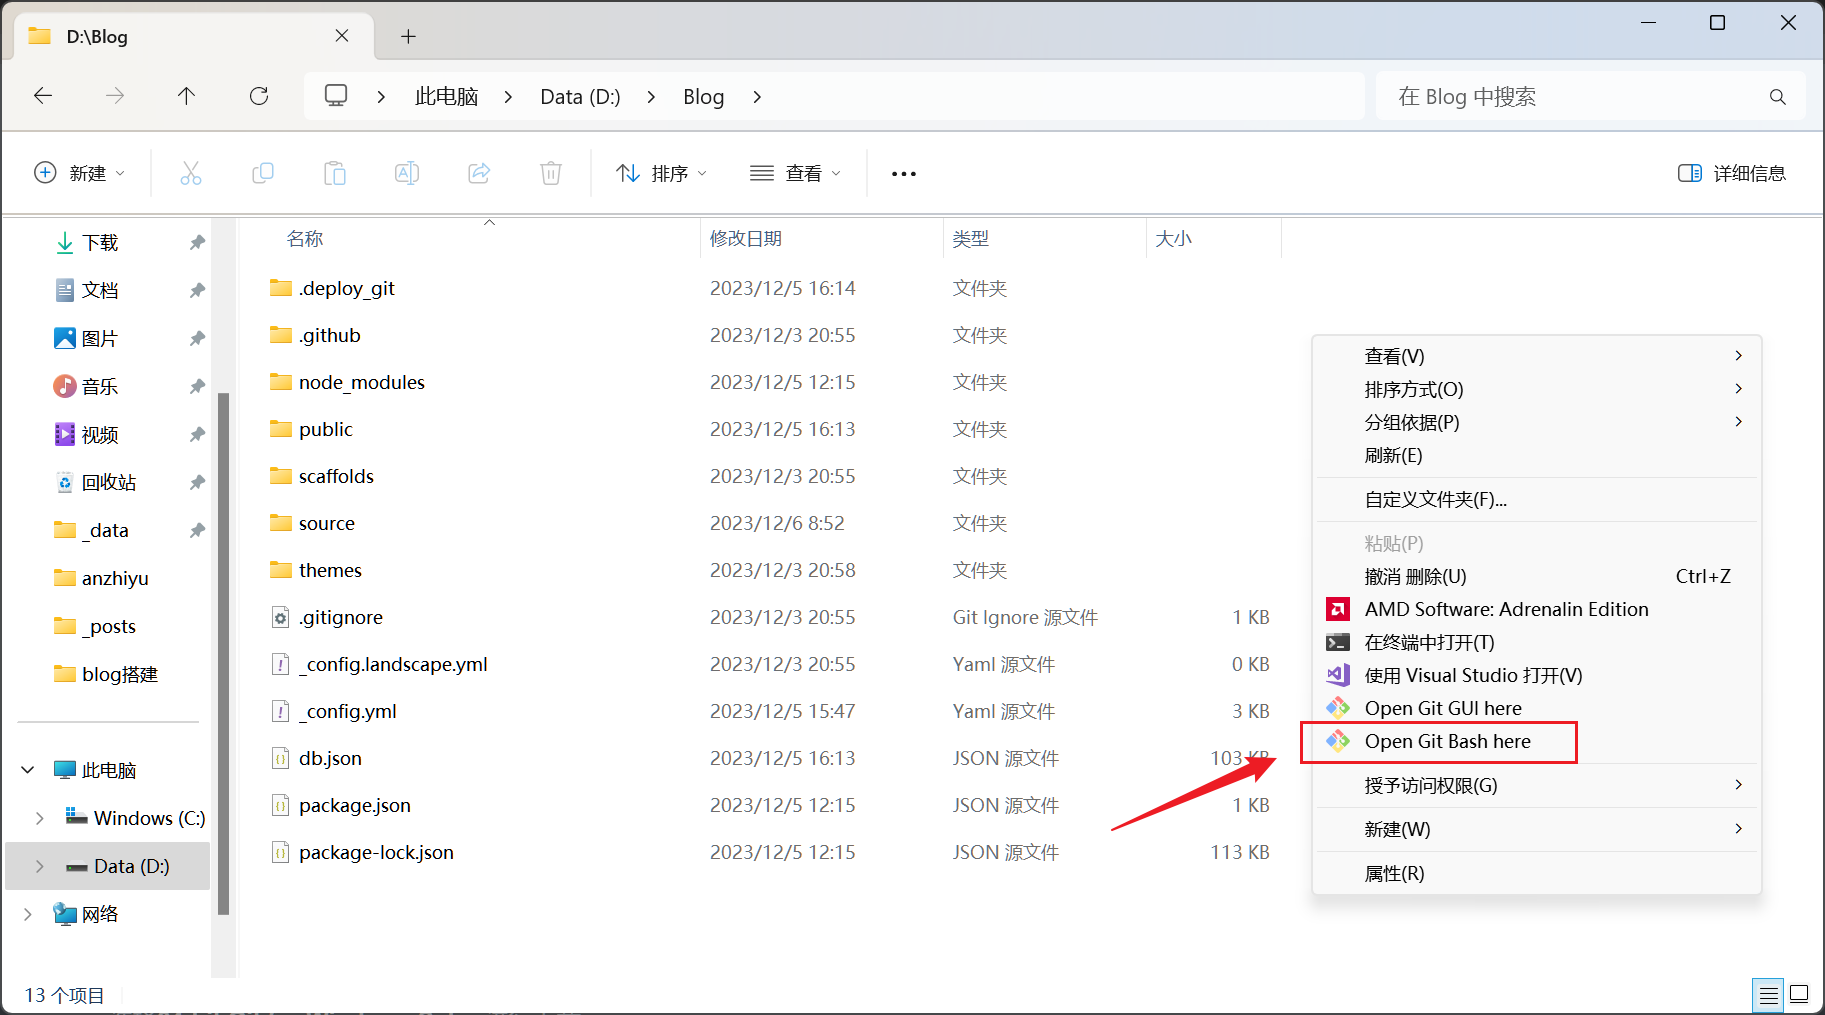 D:\Blog
此电脑 Data (D:) Blog
在 Blog 中搜索
新建 排序 查看 详细信息
下载
文档
图片
音乐
视频
回收站
_data
anzhiyu
_posts
blog搭建
此电脑
Windows (C:)
Data (D:)
网络
名称 修改日期 类型 大小
.deploy_git 2023/12/5 16:14 文件夹
.github 2023/12/3 20:55 文件夹
node_modules 2023/12/5 12:15 文件夹
public 2023/12/5 16:13 文件夹
scaffolds 2023/12/3 20:55 文件夹
source 2023/12/6 8:52 文件夹
themes 2023/12/3 20:58 文件夹
.gitignore 2023/12/3 20:55 Git Ignore 源文件 1 KB
_config.landscape.yml 2023/12/3 20:55 Yaml 源文件 0 KB
_config.yml 2023/12/5 15:47 Yaml 源文件 3 KB
db.json 2023/12/5 16:13 JSON 源文件 103 KB
package.json 2023/12/5 12:15 JSON 源文件 1 KB
package-lock.json 2023/12/5 12:15 JSON 源文件 113 KB
查看(V)
排序方式(O)
分组依据(P)
刷新(E)
自定义文件夹(F)...
粘贴(P)
撤消 删除(U) Ctrl+Z
AMD Software: Adrenalin Edition
在终端中打开(T)
使用 Visual Studio 打开(V)
Open Git GUI here
Open Git Bash here
授予访问权限(G)
新建(W)
属性(R)
13 个项目